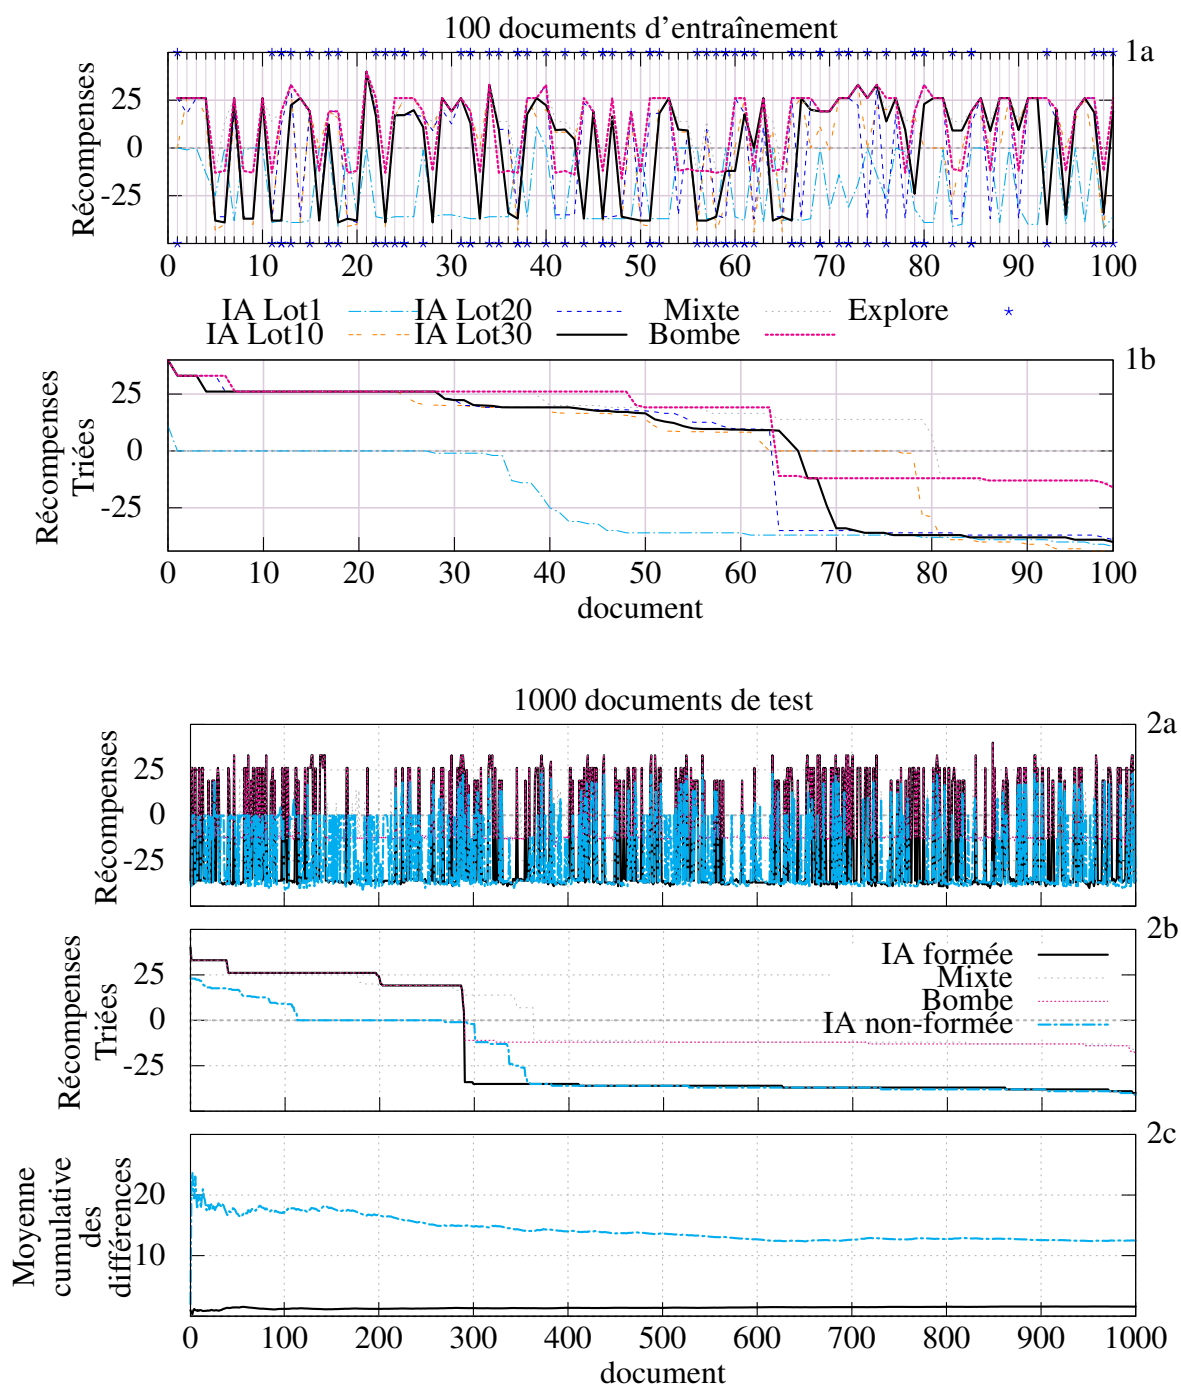 100 documents d’entraînement
1a
Récompenses
25
0
-25
0 10 20 30 40 50 60 70 80 90 100
IA Lot1 IA Lot20 Mixte Explore
IA Lot10 IA Lot30 Bombe
1b
Récompenses
Triées
25
0
-25
0 10 20 30 40 50 60 70 80 90 100
document
1000 documents de test
2a
Récompenses
25
0
-25
2b
Récompenses
Triées
25
0
-25
IA formée
Mixte
Bombe
IA non-formée
2c
Moyenne
cumulative
des
différences
20
10
0 100 200 300 400 500 600 700 800 900 1000
document